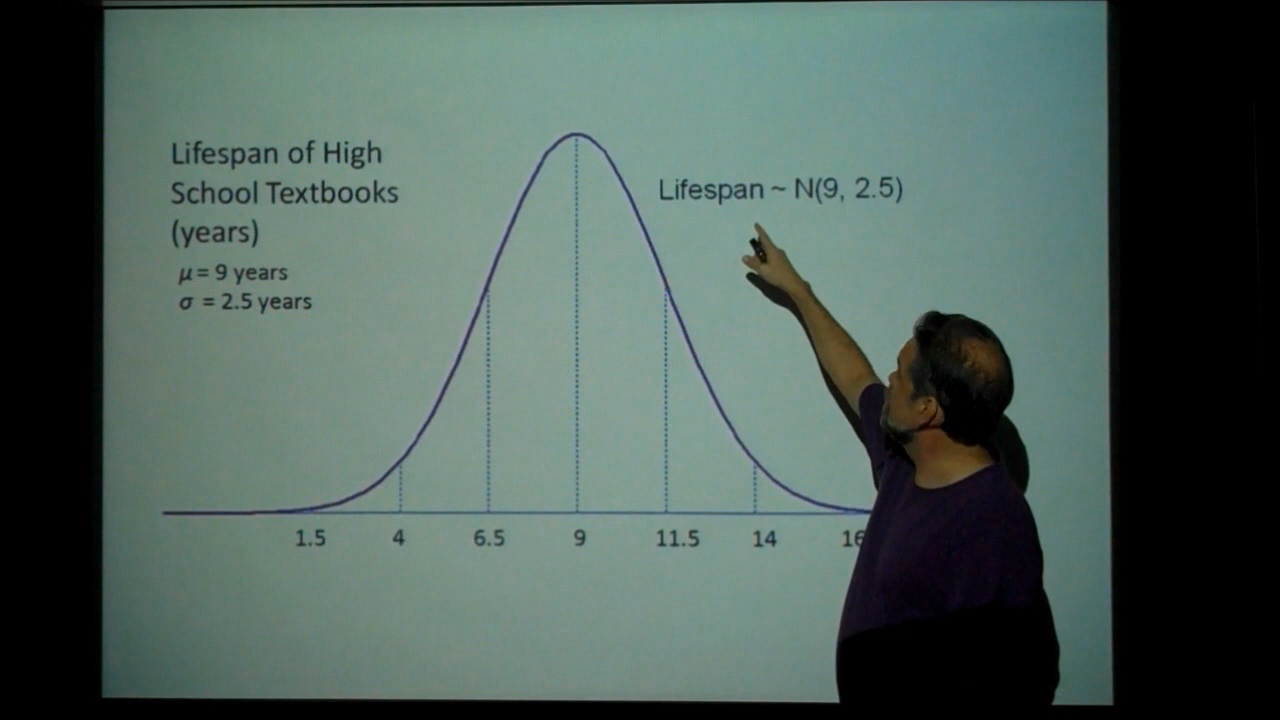 Lifespan of High
School Textbooks
(years)
μ = 9 years
σ = 2.5 years
Lifespan ~ N(9, 2.5)
1.5 4 6.5 9 11.5 14 16